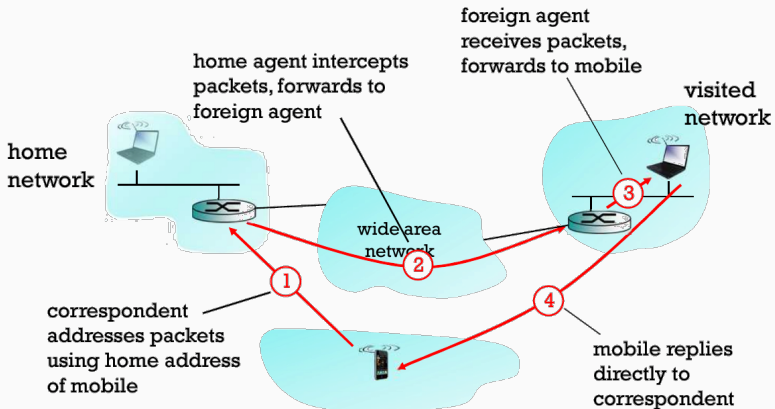 foreign agent
receives packets,
forwards to mobile
home agent intercepts
packets, forwards to
foreign agent
visited
network
home
network
3
wide area
network
2
1
4
correspondent
addresses packets
using home address
of mobile
mobile replies
directly to
correspondent